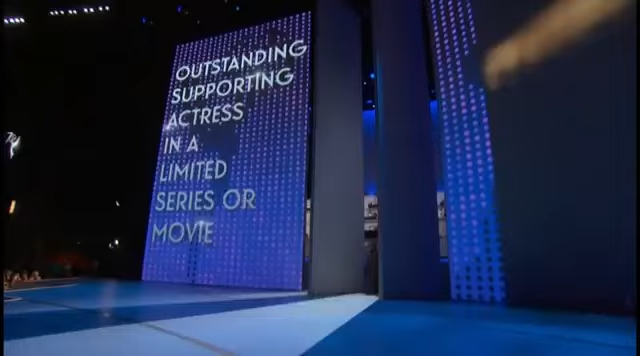 OUTSTANDING
SUPPORTING
ACTRESS
IN A
LIMITED
SERIES OR
MOVIE